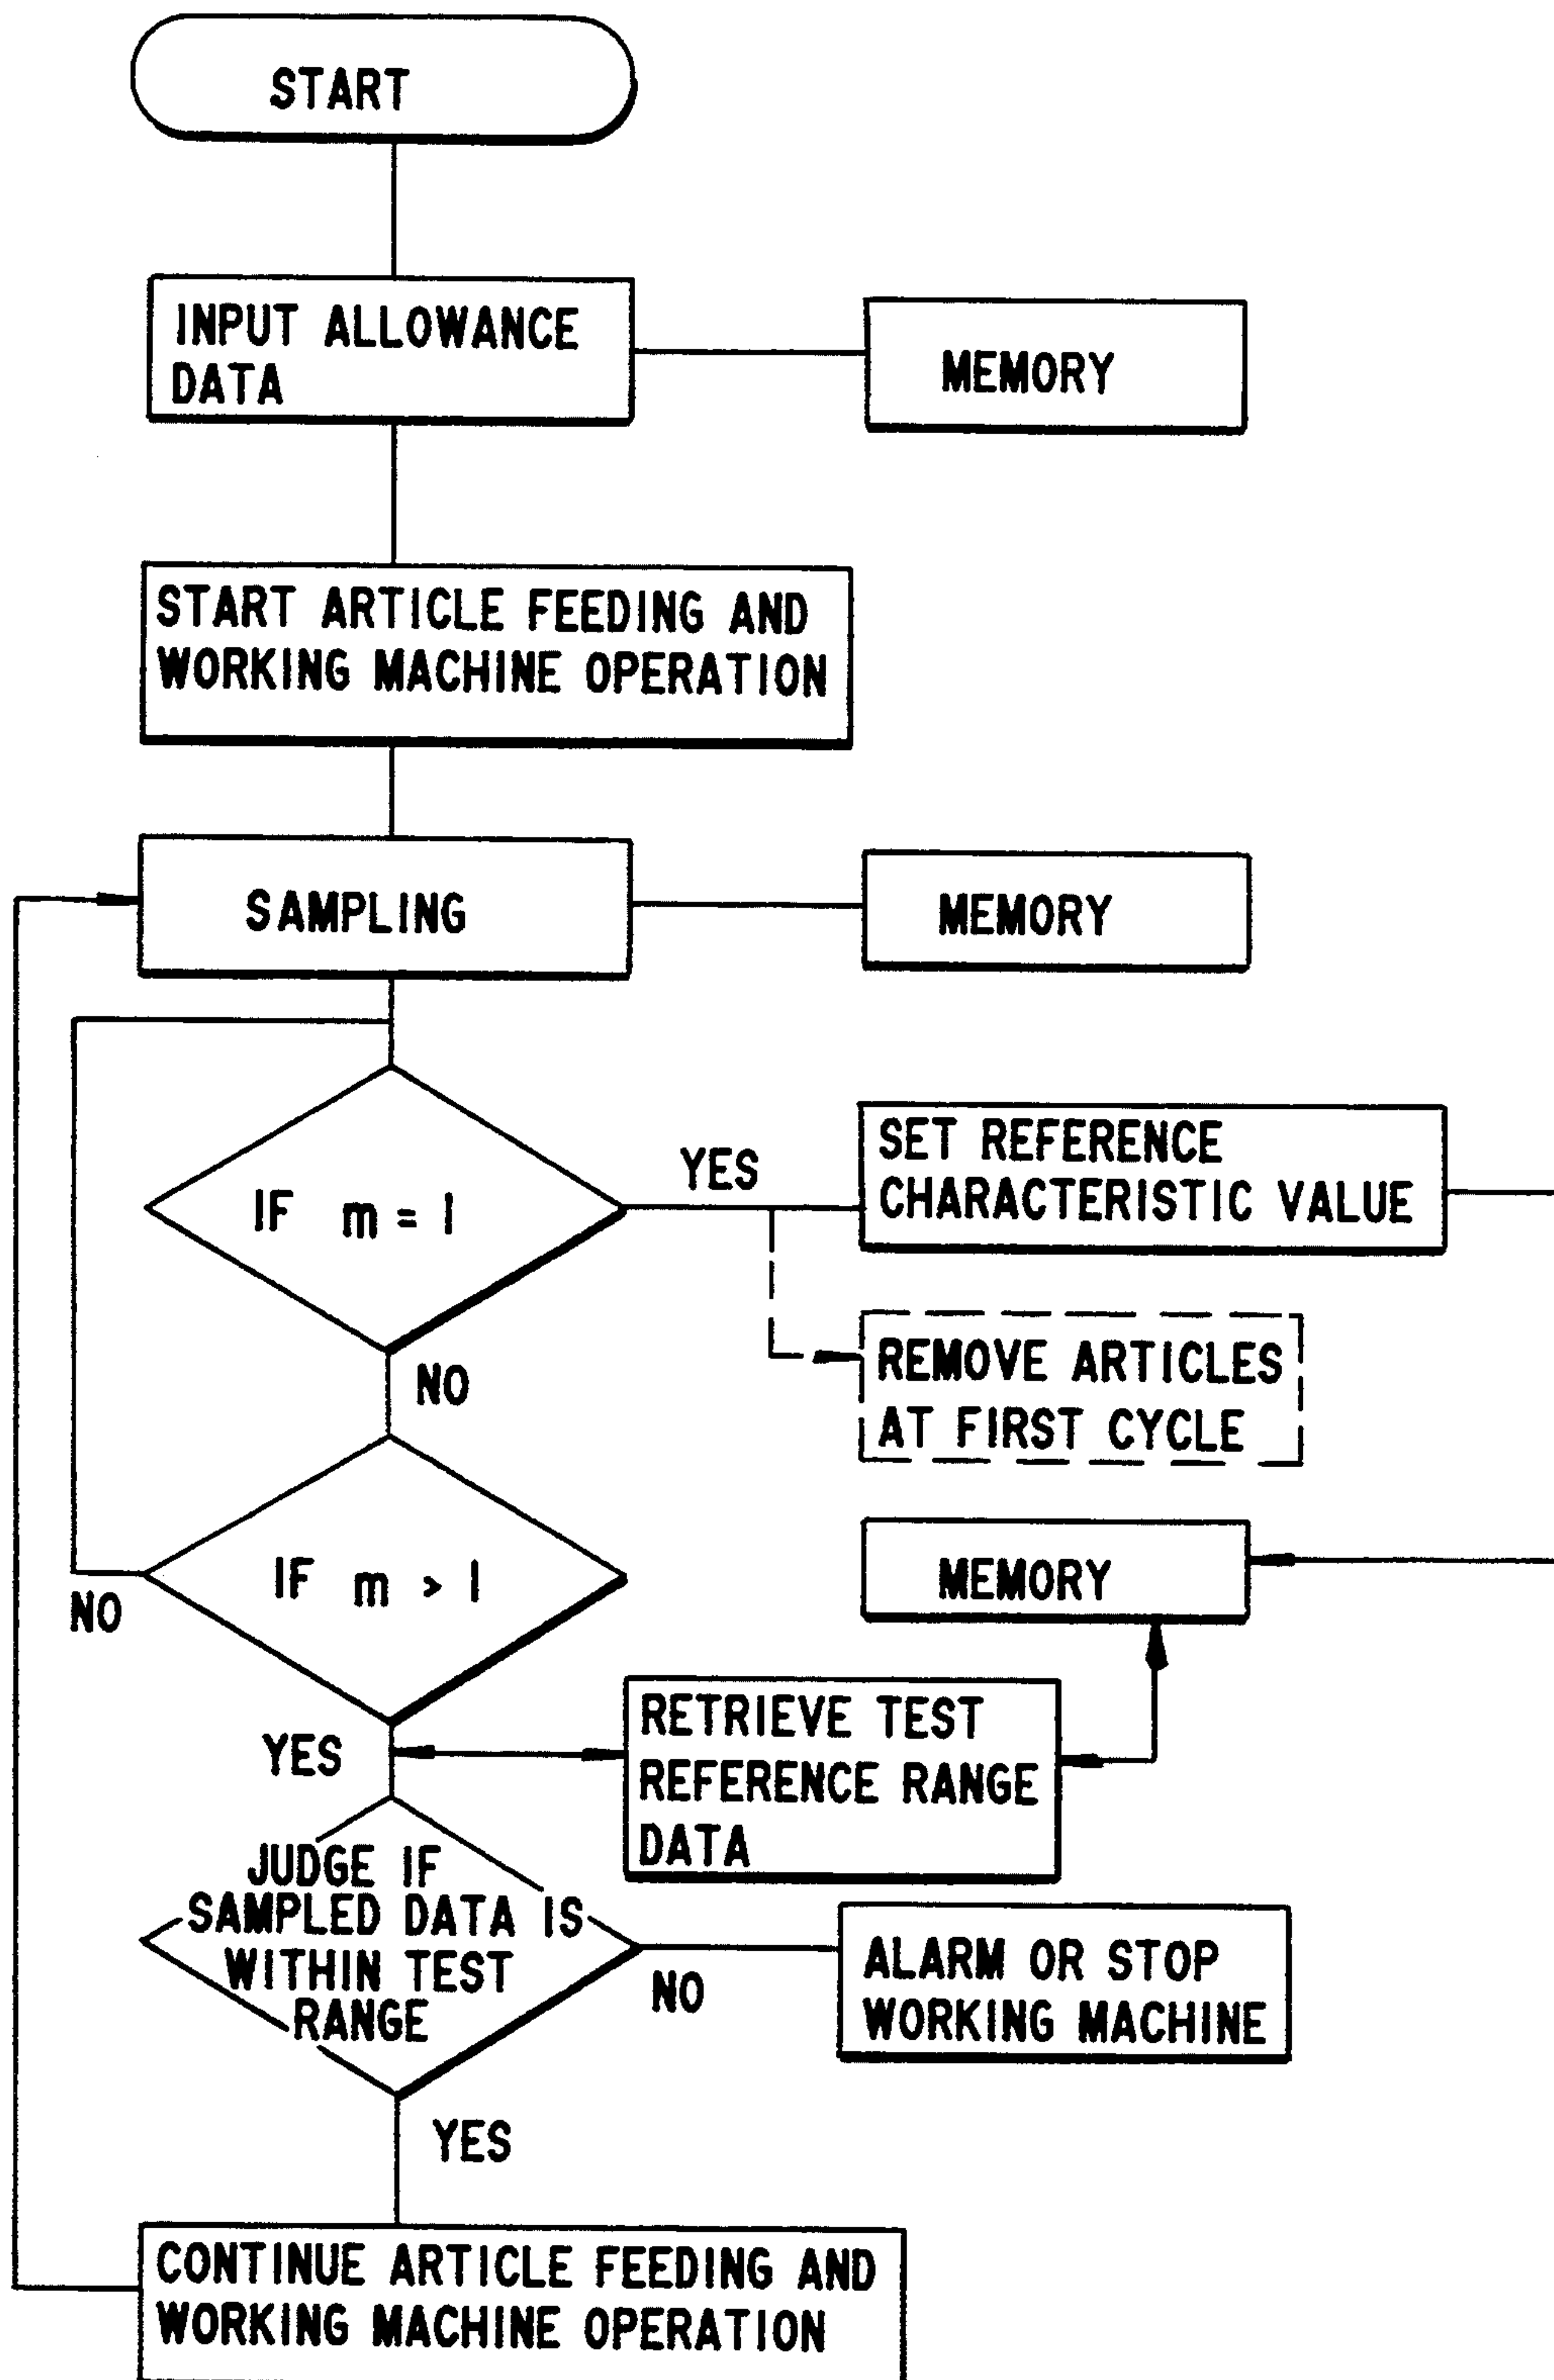 START
INPUT ALLOWANCE
DATA
MEMORY
START ARTICLE FEEDING AND
WORKING MACHINE OPERATION
SAMPLING
MEMORY
IF m = 1
YES
SET REFERENCE
CHARACTERISTIC VALUE
REMOVE ARTICLES
AT FIRST CYCLE
NO
IF m > 1
NO
MEMORY
YES
RETRIEVE TEST
REFERENCE RANGE
DATA
JUDGE IF
SAMPLED DATA IS
WITHIN TEST
RANGE
NO
ALARM OR STOP
WORKING MACHINE
YES
CONTINUE ARTICLE FEEDING AND
WORKING MACHINE OPERATION